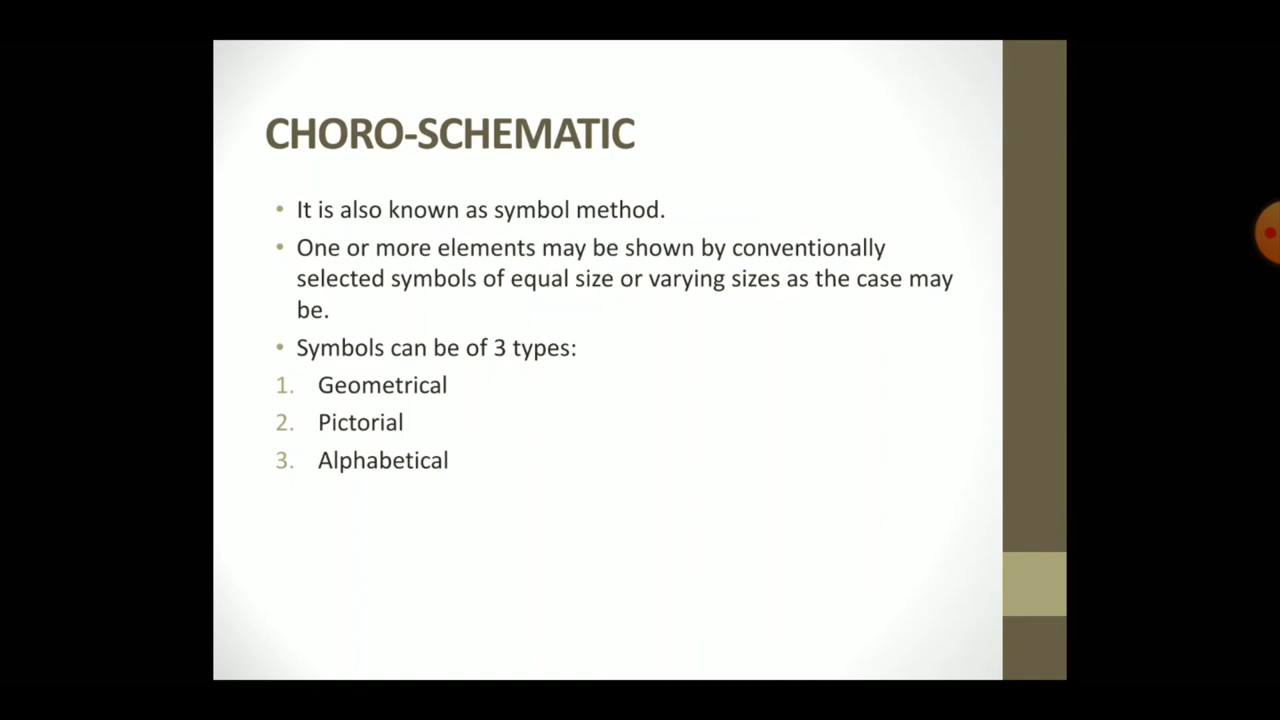 CHORO-SCHEMATIC
• It is also known as symbol method.
• One or more elements may be shown by conventionally
selected symbols of equal size or varying sizes as the case may
be.
• Symbols can be of 3 types:
1. Geometrical
2. Pictorial
3. Alphabetical